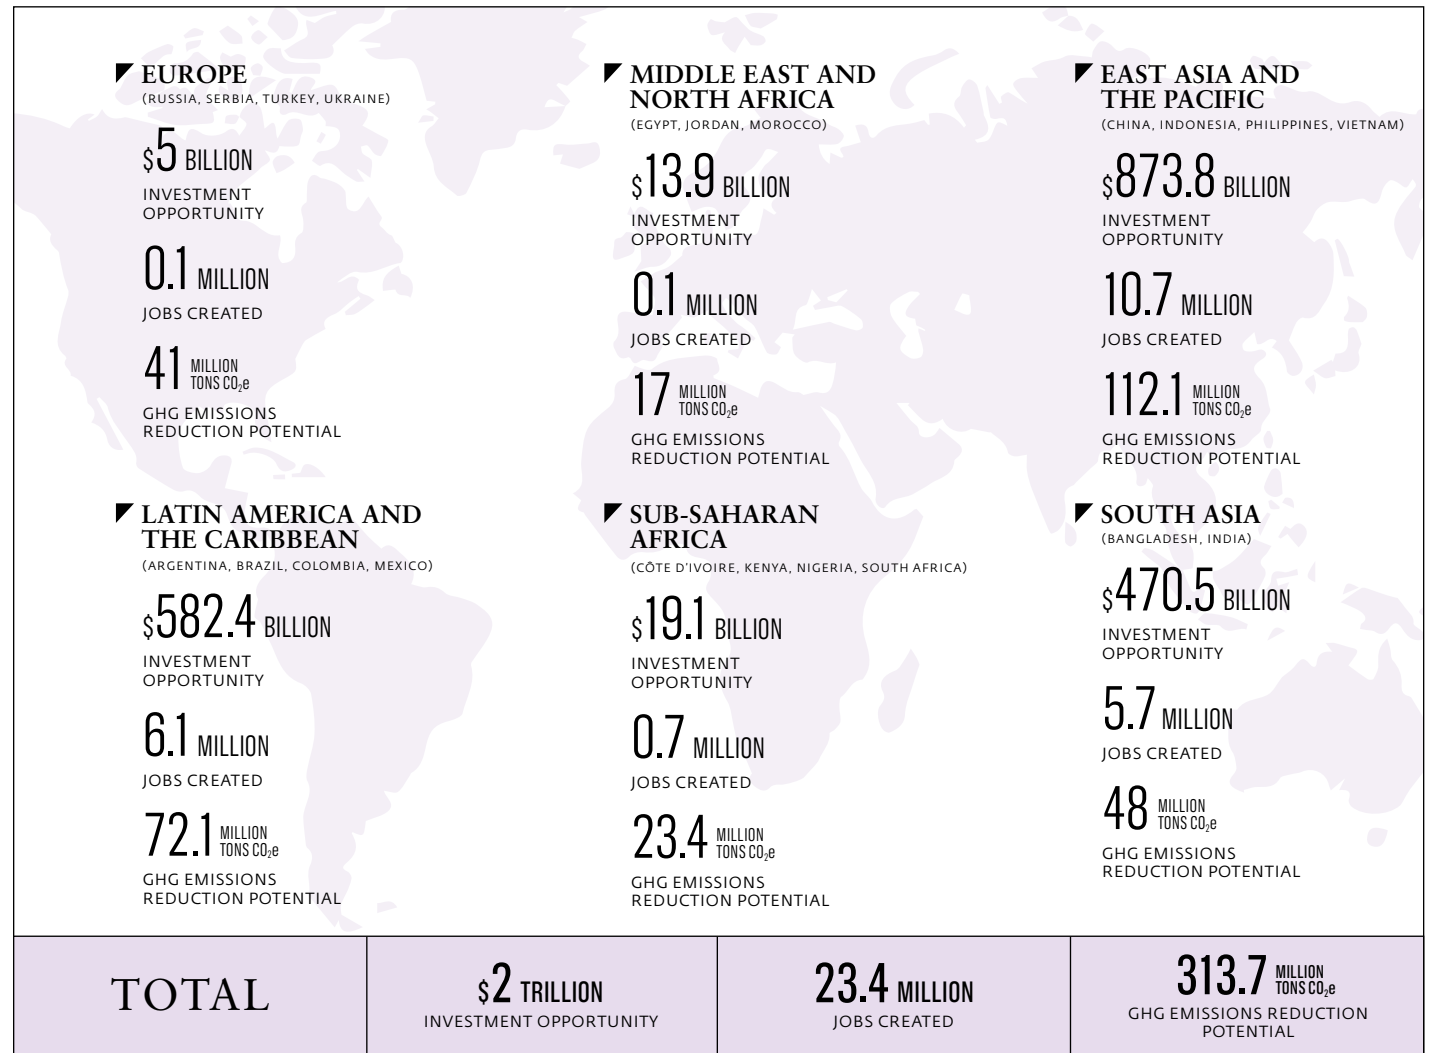 EUROPE
(RUSSIA, SERBIA, TURKEY, UKRAINE)
$5 BILLION
INVESTMENT
OPPORTUNITY
0.1 MILLION
JOBS CREATED
41 MILLION
TONS CO₂e
GHG EMISSIONS
REDUCTION POTENTIAL
MIDDLE EAST AND
NORTH AFRICA
(EGYPT, JORDAN, MOROCCO)
$13.9 BILLION
INVESTMENT
OPPORTUNITY
0.1 MILLION
JOBS CREATED
17 MILLION
TONS CO₂e
GHG EMISSIONS
REDUCTION POTENTIAL
EAST ASIA AND
THE PACIFIC
(CHINA, INDONESIA, PHILIPPINES, VIETNAM)
$873.8 BILLION
INVESTMENT
OPPORTUNITY
10.7 MILLION
JOBS CREATED
112.1 MILLION
TONS CO₂e
GHG EMISSIONS
REDUCTION POTENTIAL
LATIN AMERICA AND
THE CARIBBEAN
(ARGENTINA, BRAZIL, COLOMBIA, MEXICO)
$582.4 BILLION
INVESTMENT
OPPORTUNITY
6.1 MILLION
JOBS CREATED
72.1 MILLION
TONS CO₂e
GHG EMISSIONS
REDUCTION POTENTIAL
SUB-SAHARAN
AFRICA
(CÔTE D'IVOIRE, KENYA, NIGERIA, SOUTH AFRICA)
$19.1 BILLION
INVESTMENT
OPPORTUNITY
0.7 MILLION
JOBS CREATED
23.4 MILLION
TONS CO₂e
GHG EMISSIONS
REDUCTION POTENTIAL
SOUTH ASIA
(BANGLADESH, INDIA)
$470.5 BILLION
INVESTMENT
OPPORTUNITY
5.7 MILLION
JOBS CREATED
48 MILLION
TONS CO₂e
GHG EMISSIONS
REDUCTION POTENTIAL
TOTAL
$2 TRILLION
INVESTMENT OPPORTUNITY
23.4 MILLION
JOBS CREATED
313.7 MILLION
TONS CO₂e
GHG EMISSIONS REDUCTION
POTENTIAL